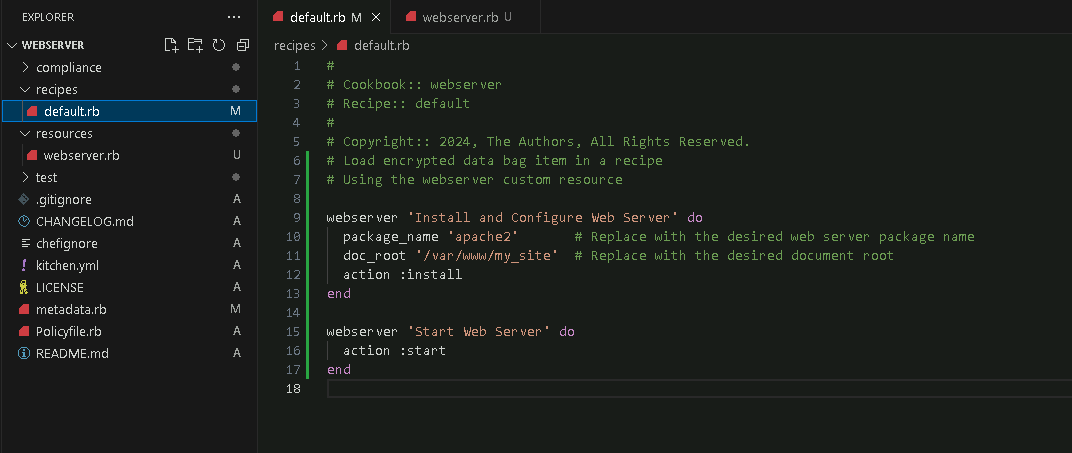 EXPLORER
...
WEBSERVER
compliance
recipes
default.rb M
resources
webserver.rb U
test
.gitignore A
CHANGELOG.md A
chefignore A
kitchen.yml A
LICENSE A
metadata.rb M
Policyfile.rb A
README.md A
default.rb M
webserver.rb U
recipes > default.rb
1 #
2 # Cookbook:: webserver
3 # Recipe:: default
4 #
5 # Copyright:: 2024, The Authors, All Rights Reserved.
6 # Load encrypted data bag item in a recipe
7 # Using the webserver custom resource
8
9 webserver 'Install and Configure Web Server' do
10   package_name 'apache2'       # Replace with the desired web server package name
11   doc_root '/var/www/my_site'  # Replace with the desired document root
12   action :install
13 end
14
15 webserver 'Start Web Server' do
16   action :start
17 end
18